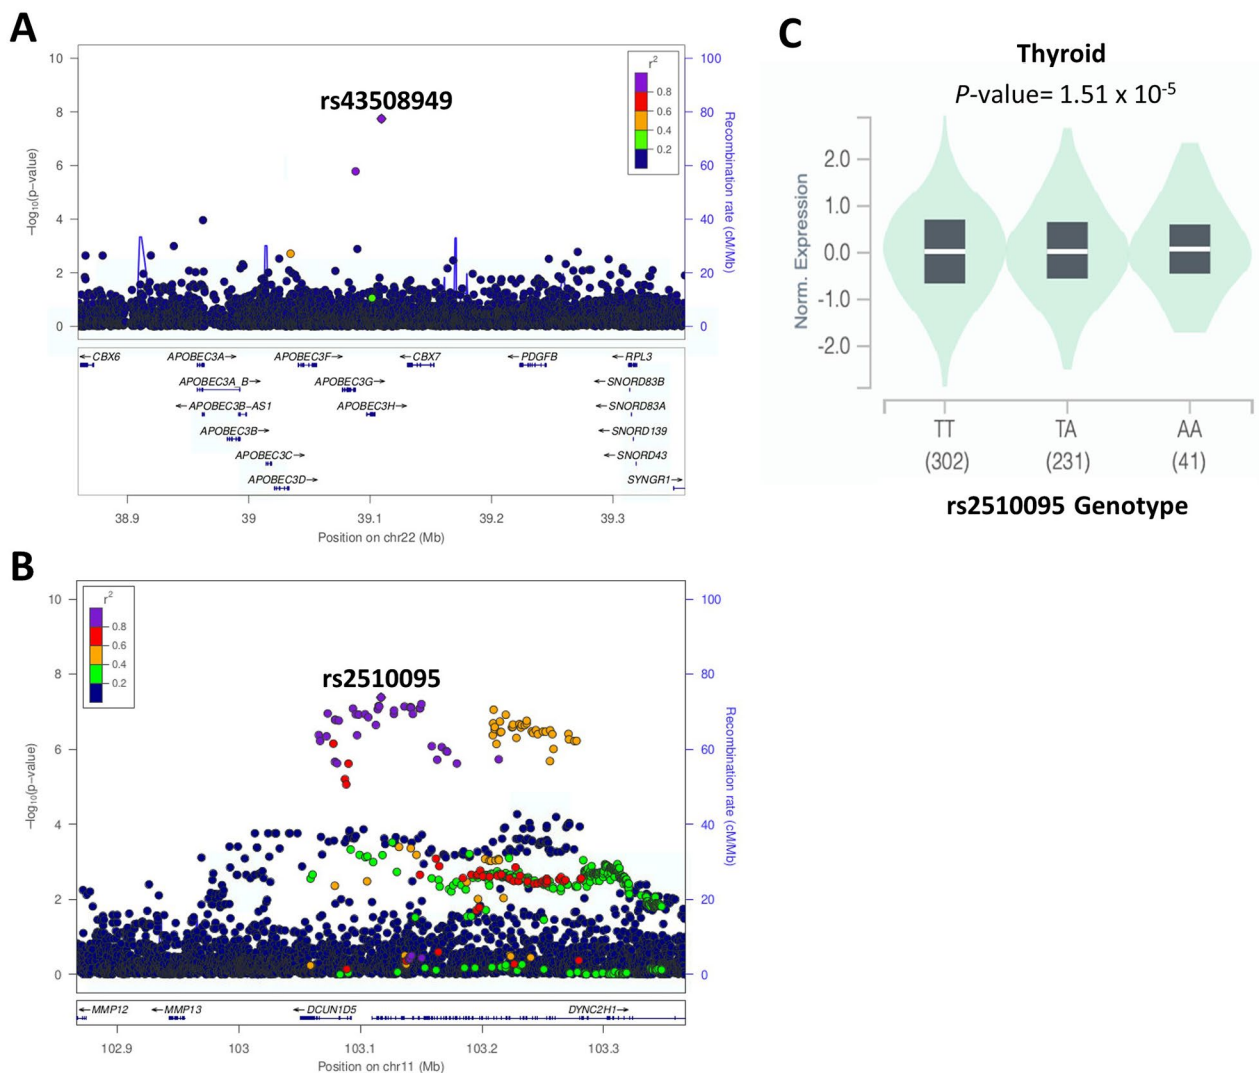 A
rs43508949
r2
0.8
0.6
0.4
0.2
10
8
6
4
2
0
−log10(p−value)
100
80
60
40
20
0
Recombination rate (cM/Mb)
←CBX6
APOBEC3A→
APOBEC3F→
←CBX7
←PDGFB
←RPL3
APOBEC3A_B→
APOBEC3G→
←SNORD83B
←APOBEC3B−AS1
APOBEC3H→
←SNORD83A
APOBEC3B→
←SNORD139
APOBEC3C→
←SNORD43
APOBEC3D→
SYNGR1→
38.9 39 39.1 39.2 39.3
Position on chr22 (Mb)
B
rs2510095
r2
0.8
0.6
0.4
0.2
10
8
6
4
2
0
−log10(p−value)
100
80
60
40
20
0
Recombination rate (cM/Mb)
←MMP12
←MMP13
←DCUN1D5
DYNC2H1→
102.9 103 103.1 103.2 103.3
Position on chr11 (Mb)
C
Thyroid
P-value= 1.51 x 10-5
Norm. Expression
2.0
1.0
0.0
-1.0
-2.0
TT TA AA
(302) (231) (41)
rs2510095 Genotype